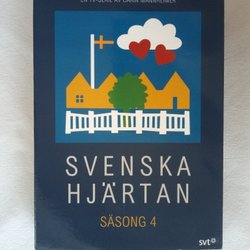 EN TV-SERIE AV CARIN MANNHEIMER
SVENSKA
HJÄRTAN
SÄSONG 4
svt